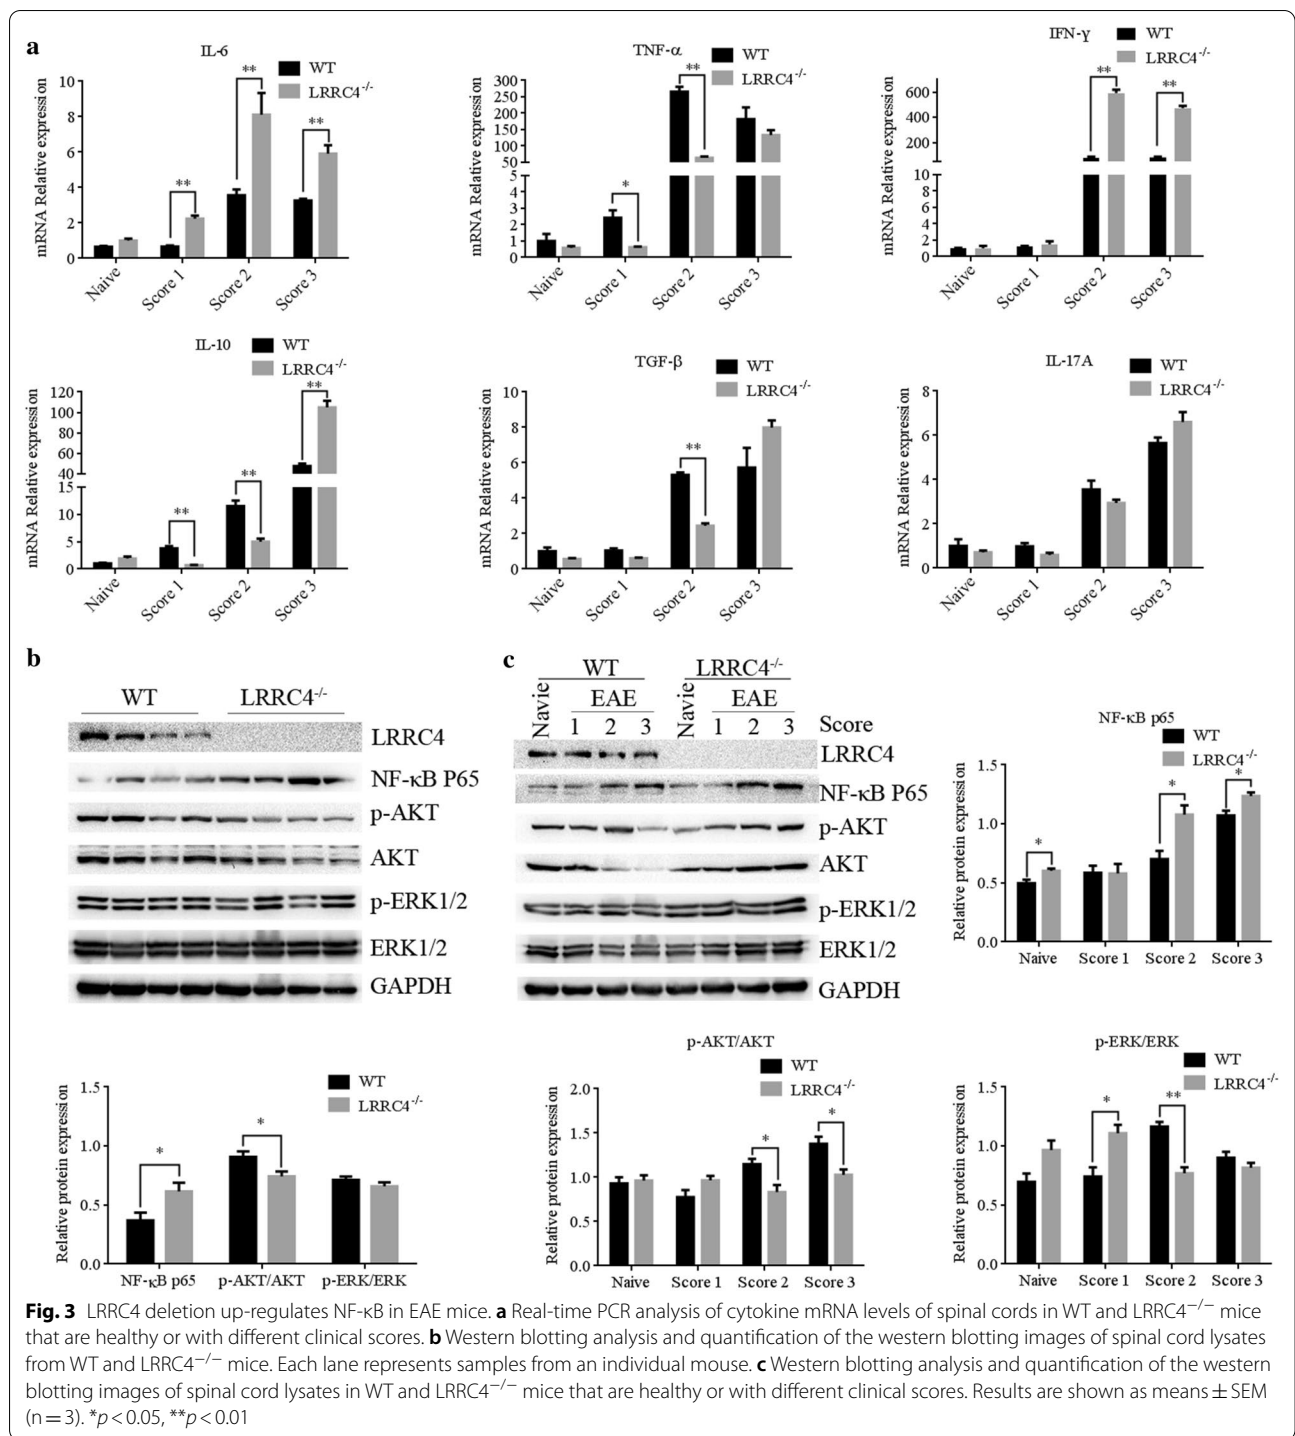 a
IL-6
WT
LRRC4-/-
mRNA Relative expression
10
8
6
4
2
0
**
**
**
Naive
Score 1
Score 2
Score 3
TNF-α
WT
LRRC4-/-
mRNA Relative expression
300
250
200
150
100
50
5
4
3
2
1
0
*
**
Naive
Score 1
Score 2
Score 3
IFN-γ
WT
LRRC4-/-
mRNA Relative expression
600
400
200
10
8
6
4
2
0
**
**
Naive
Score 1
Score 2
Score 3
IL-10
WT
LRRC4-/-
mRNA Relative expression
120
100
80
60
40
15
10
5
0
**
**
**
Naive
Score 1
Score 2
Score 3
TGF-β
WT
LRRC4-/-
mRNA Relative expression
10
8
6
4
2
0
**
Naive
Score 1
Score 2
Score 3
IL-17A
WT
LRRC4-/-
mRNA Relative expression
8
6
4
2
0
Naive
Score 1
Score 2
Score 3
b
WT LRRC4-/-
LRRC4
NF-κB P65
p-AKT
AKT
p-ERK1/2
ERK1/2
GAPDH
c
WT LRRC4-/-
Navie EAE Navie EAE
1 2 3 1 2 3 Score
LRRC4
NF-κB P65
p-AKT
AKT
p-ERK1/2
ERK1/2
GAPDH
NF-κB p65
WT
LRRC4-/-
Relative protein expression
1.5
1.0
0.5
0.0
*
*
*
Naive Score 1 Score 2 Score 3
WT
LRRC4-/-
Relative protein expression
1.5
1.0
0.5
0.0
*
*
NF-κB p65 p-AKT/AKT p-ERK/ERK
p-AKT/AKT
WT
LRRC4-/-
Relative protein expression
2.0
1.5
1.0
0.5
0.0
*
*
Naive Score 1 Score 2 Score 3
p-ERK/ERK
WT
LRRC4-/-
Relative protein expression
1.5
1.0
0.5
0.0
*
**
Naive Score 1 Score 2 Score 3
Fig. 3 LRRC4 deletion up-regulates NF-κB in EAE mice. a Real-time PCR analysis of cytokine mRNA levels of spinal cords in WT and LRRC4−/− mice
that are healthy or with different clinical scores. b Western blotting analysis and quantification of the western blotting images of spinal cord lysates
from WT and LRRC4−/− mice. Each lane represents samples from an individual mouse. c Western blotting analysis and quantification of the western
blotting images of spinal cord lysates in WT and LRRC4−/− mice that are healthy or with different clinical scores. Results are shown as means ± SEM
(n = 3). *p < 0.05, **p < 0.01